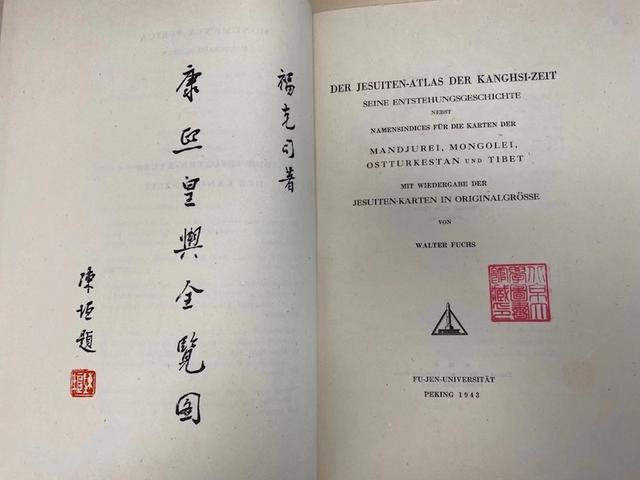 福克司著
康熙皇輿全覽圖
陳垣題
DER JESUITEN-ATLAS DER KANGHSI-ZEIT
SEINE ENTSTEHUNGSGESCHICHTE
NEBST
NAMENSINDICES FÜR DIE KARTEN DER
MANDJUREI, MONGOLEI,
OSTTURKESTAN UND TIBET
MIT WIEDERGABE DER
JESUITEN-KARTEN IN ORIGINALGRÖSSE
VON
WALTER FUCHS
FU-JEN-UNIVERSITÄT
PEKING 1943